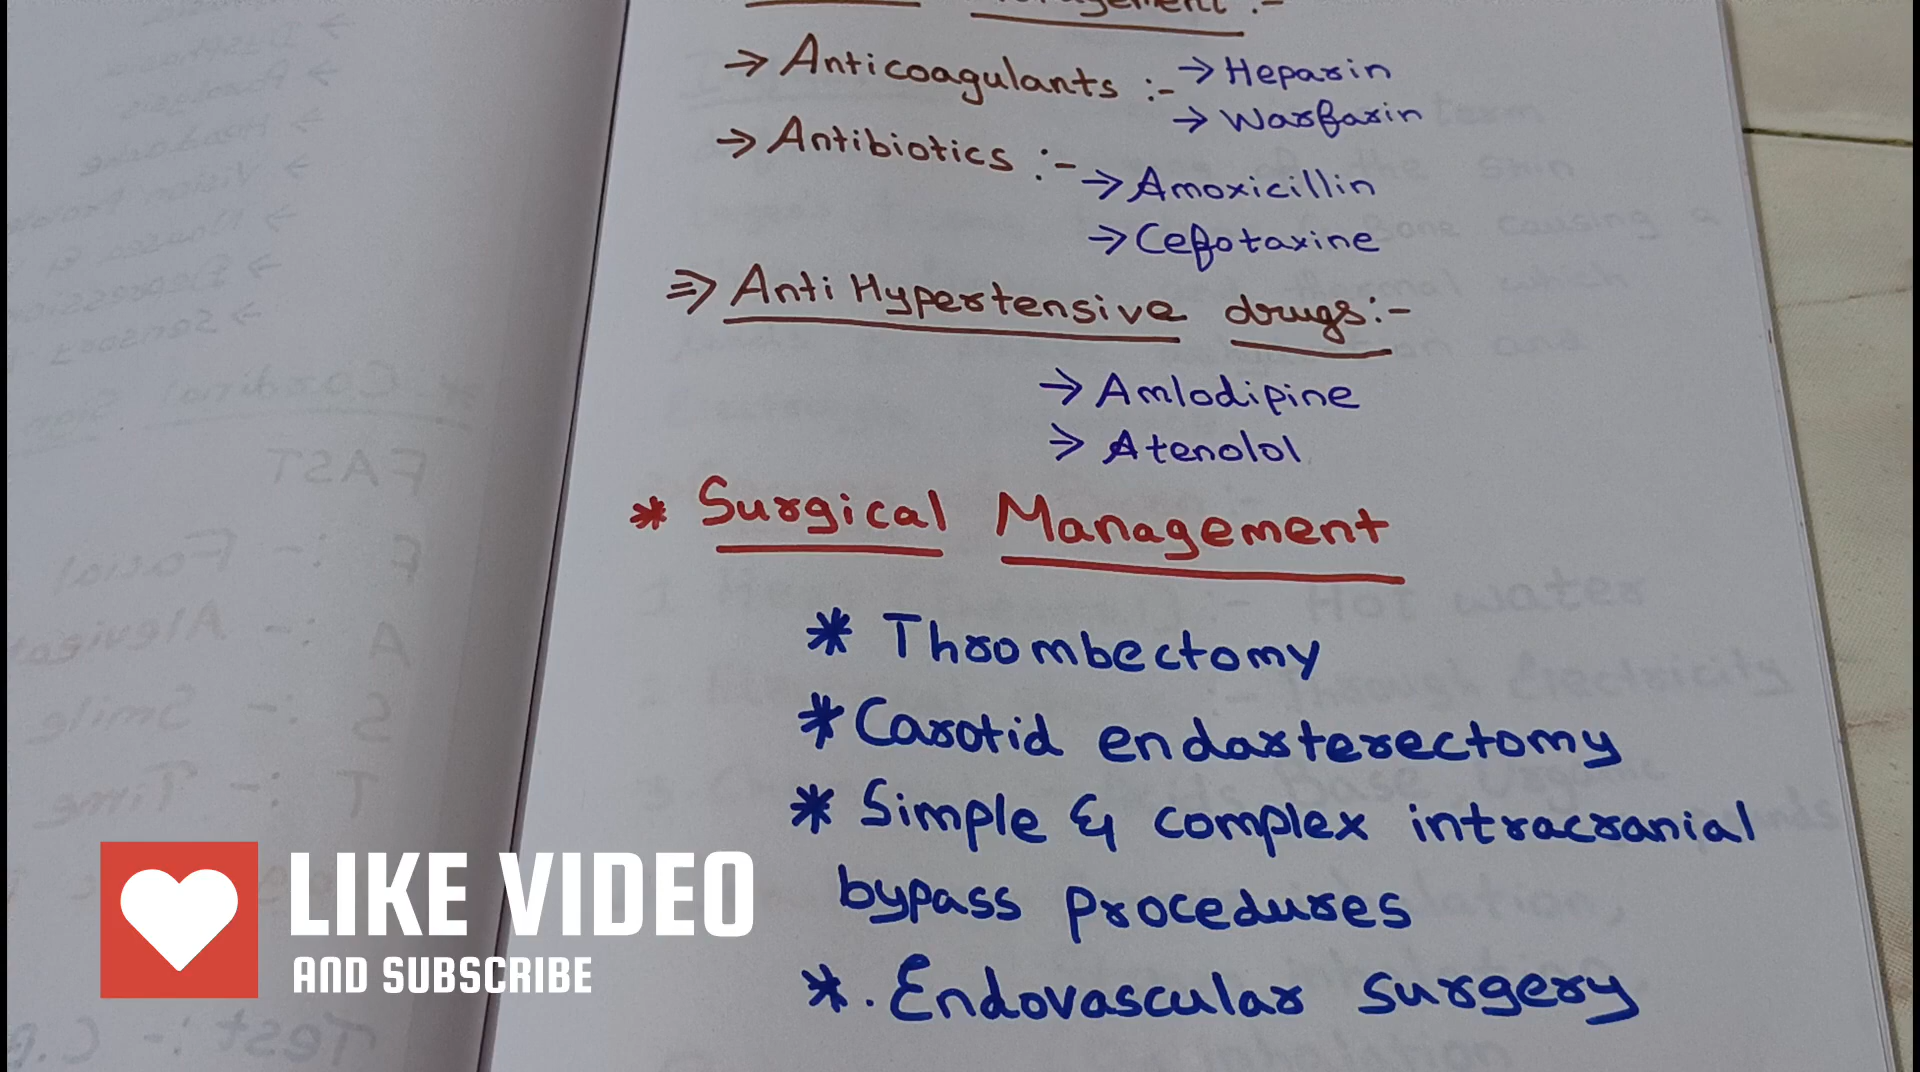 Management :-
→ Anticoagulants :- → Heparin
→ Warfarin
→ Antibiotics :-
→ Amoxicillin
→ Cefotaxine
⇒ Anti Hypertensive drugs:-
→ Amlodipine
→ Atenolol
* Surgical Management
* Thrombectomy
* Carotid endarterectomy
* Simple & complex intracranial
bypass procedures
*. Endovascular surgery
LIKE VIDEO
AND SUBSCRIBE